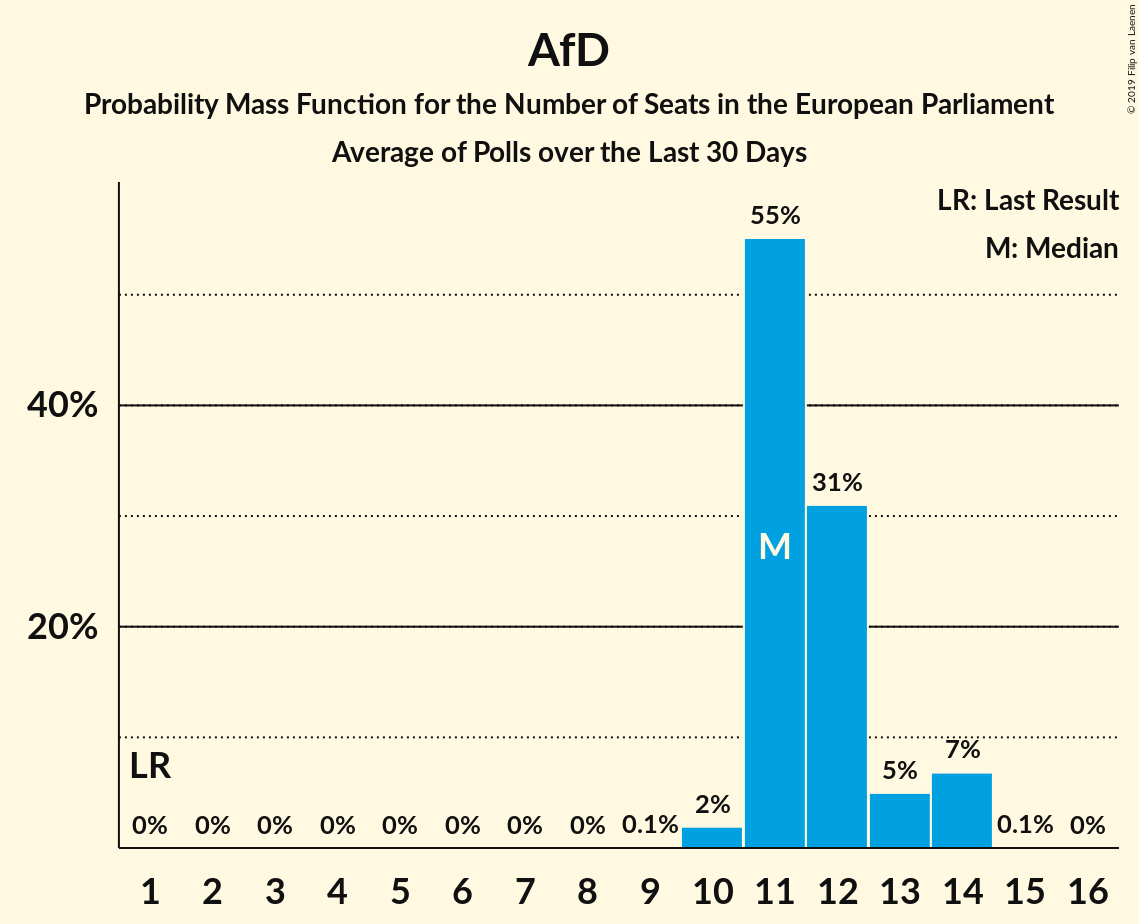 AfD
Probability Mass Function for the Number of Seats in the European Parliament
Average of Polls over the Last 30 Days
© 2019 Filip van Laenen
LR: Last Result
M: Median
55%
40%
31%
M
20%
LR
7%
5%
2%
0% 0% 0% 0% 0% 0% 0% 0% 0.1% 0.1% 0%
1 2 3 4 5 6 7 8 9 10 11 12 13 14 15 16